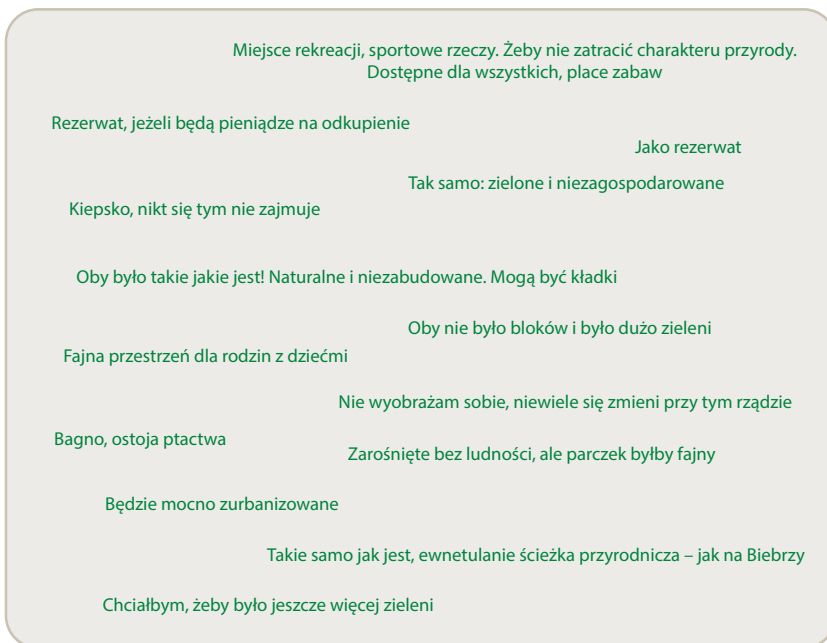 Miejsce rekreacji, sportowe rzeczy. Żeby nie zatracić charakteru przyrody.
Dostępne dla wszystkich, place zabaw
Rezerwat, jeżeli będą pieniądze na odkupienie
Jako rezerwat
Tak samo: zielone i niezagospodarowane
Kiepsko, nikt się tym nie zajmuje
Oby było takie jakie jest! Naturalne i niezabudowane. Mogą być kładki
Oby nie było bloków i było dużo zieleni
Fajna przestrzeń dla rodzin z dziećmi
Nie wyobrażam sobie, niewiele się zmieni przy tym rządzie
Bagno, ostoja ptactwa
Zarośnięte bez ludności, ale parczek byłby fajny
Będzie mocno zurbanizowane
Takie samo jak jest, ewnetulanie ścieżka przyrodnicza – jak na Biebrzy
Chciałbym, żeby było jeszcze więcej zieleni